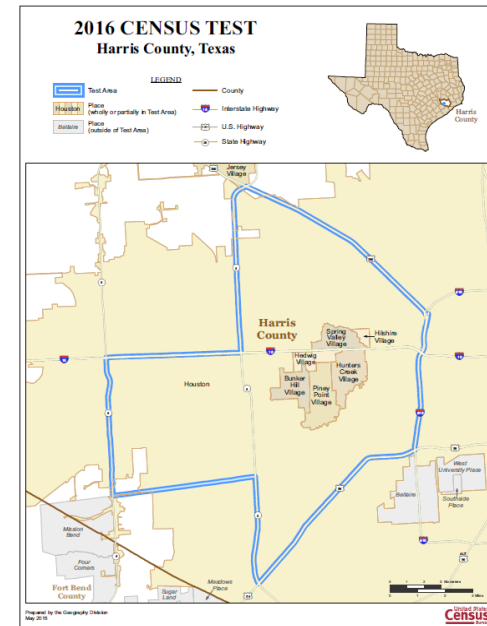 2016 CENSUS TEST
Harris County, Texas
LEGEND
Test Area
Houston
Place
(wholly or partially in Test Area)
Bellaire
Place
(outside of Test Area)
County
Interstate Highway
U.S. Highway
State Highway
Harris
County
Jersey
Village
Harris
County
Spring
Valley
Village
Hilshire
Village
Hedwig
Village
Hunters
Creek
Village
Bunker
Hill
Village
Piney
Point
Village
Houston
West
University Place
Bellaire
Southside
Place
Mission
Bend
Four
Corners
Fort Bend
County
Sugar
Land
Meadows
Place
Prepared by the Geography Division
United States
Census
Bureau